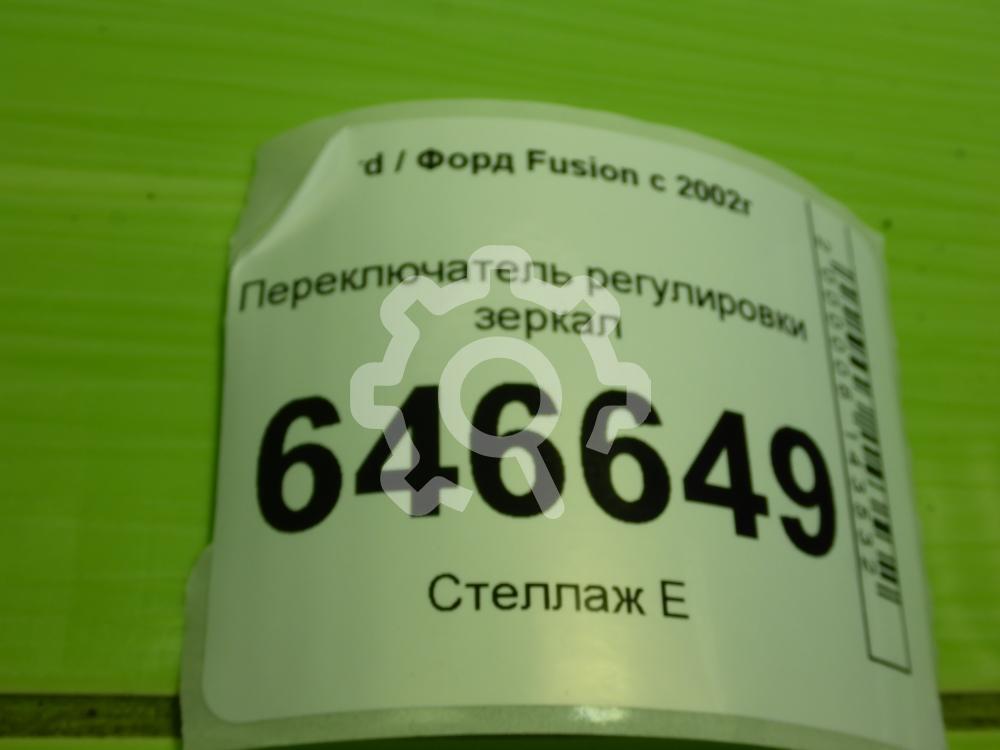 d / Форд Fusion с 2002г
Переключатель регулировки
зеркал
646649
Стеллаж Е